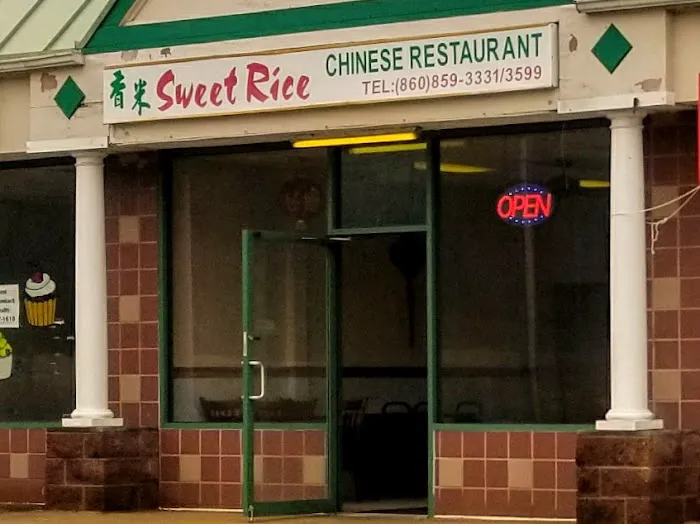 香米 Sweet Rice CHINESE RESTAURANT
TEL:(860)859-3331/3599
OPEN